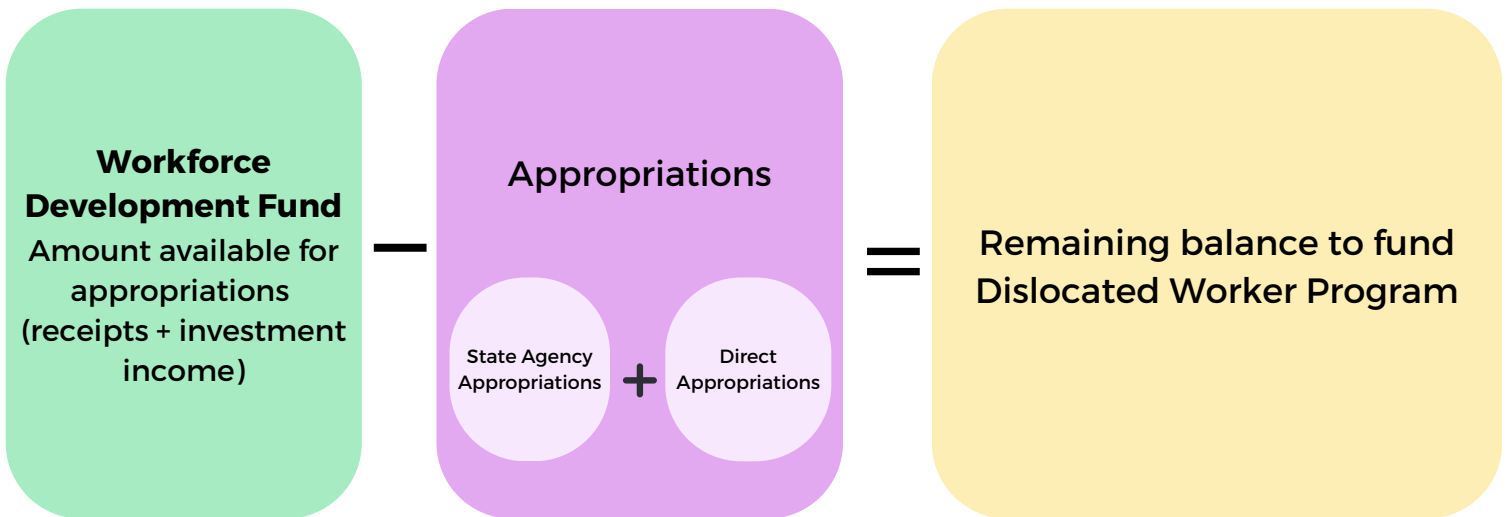 Workforce
Development Fund
Amount available for
appropriations
(receipts + investment
income)
−
Appropriations
State Agency
Appropriations
+
Direct
Appropriations
=
Remaining balance to fund
Dislocated Worker Program